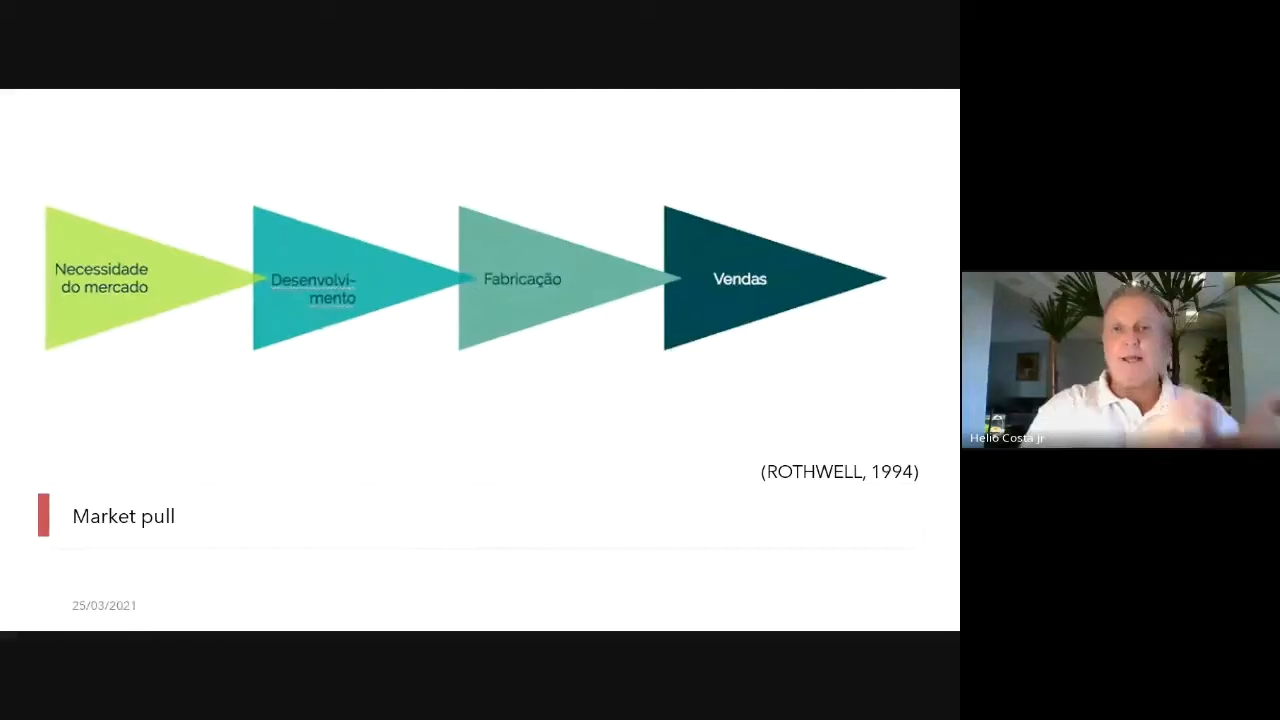 Necessidade
do mercado
Desenvolvi-
mento
Fabricação
Vendas
(ROTHWELL, 1994)
Market pull
25/03/2021
Helio Costa jr